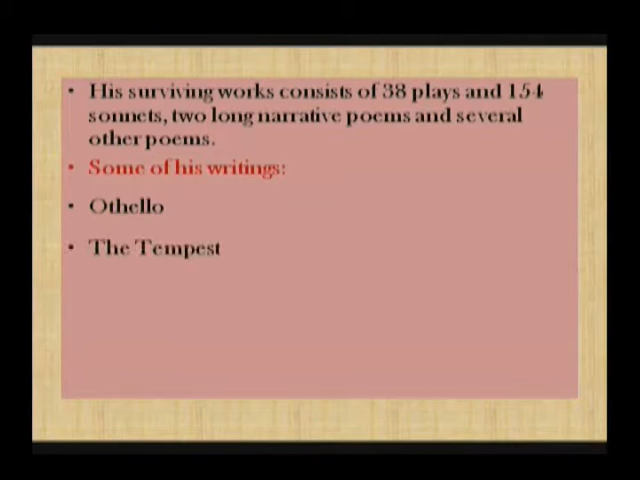 • His surviving works consists of 38 plays and 154
sonnets, two long narrative poems and several
other poems.
• Some of his writings:
• Othello
• The Tempest